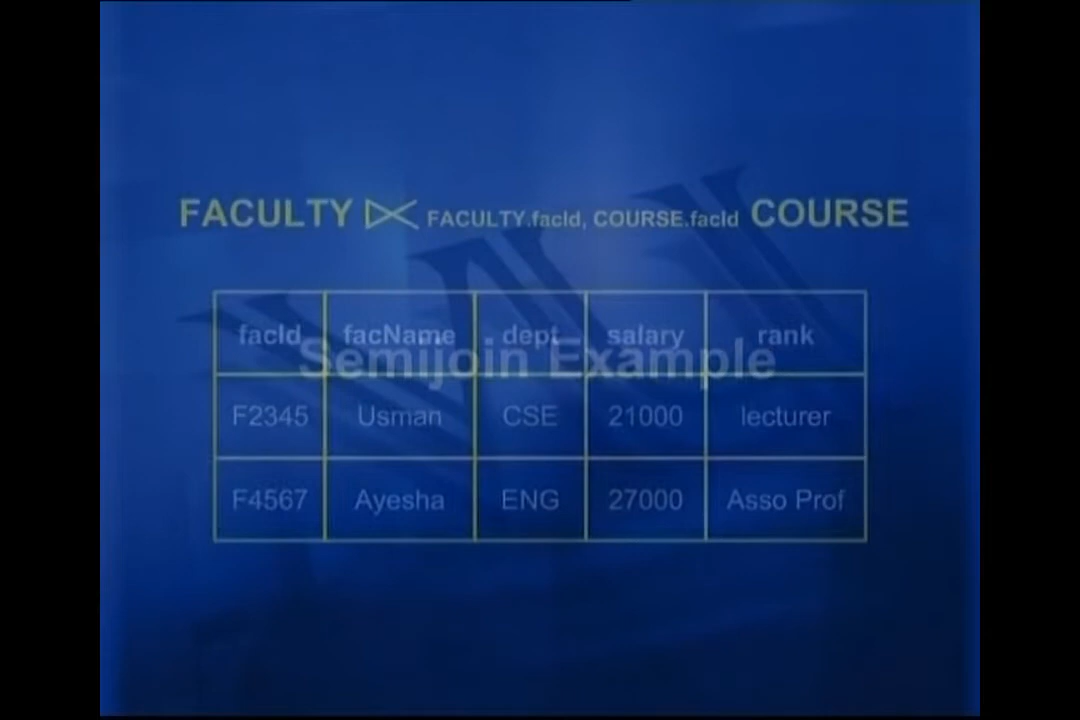 FACULTY ⋉ FACULTY.facId, COURSE.facId COURSE
Semijoin Example
facId facName dept salary rank
F2345 Usman CSE 21000 lecturer
F4567 Ayesha ENG 27000 Asso Prof